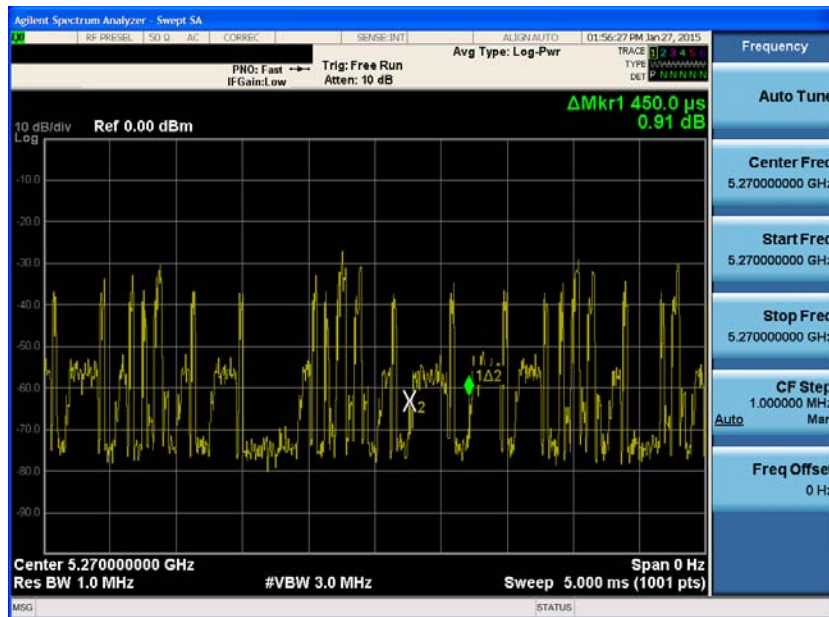 Agilent Spectrum Analyzer - Swept SA
RF PRESEL 50 Ω AC CORREC SENSE:INT ALIGN AUTO 01:56:27 PM Jan 27, 2015
Avg Type: Log-Pwr
TRACE 1 2 3 4 5 6
TYPE
DET P N N N N N
PNO: Fast
IFGain:Low
Trig: Free Run
Atten: 10 dB
ΔMkr1 450.0 µs
0.91 dB
10 dB/div Ref 0.00 dBm
Log
-10.0
-20.0
-30.0
-40.0
-50.0
-60.0
-70.0
-80.0
-90.0
1Δ2
X2
Center 5.270000000 GHz
Span 0 Hz
Res BW 1.0 MHz
#VBW 3.0 MHz
Sweep 5.000 ms (1001 pts)
MSG
STATUS
Frequency
Auto Tune
Center Freq
5.270000000 GHz
Start Freq
5.270000000 GHz
Stop Freq
5.270000000 GHz
CF Step
1.000000 MHz
Auto Man
Freq Offset
0 Hz